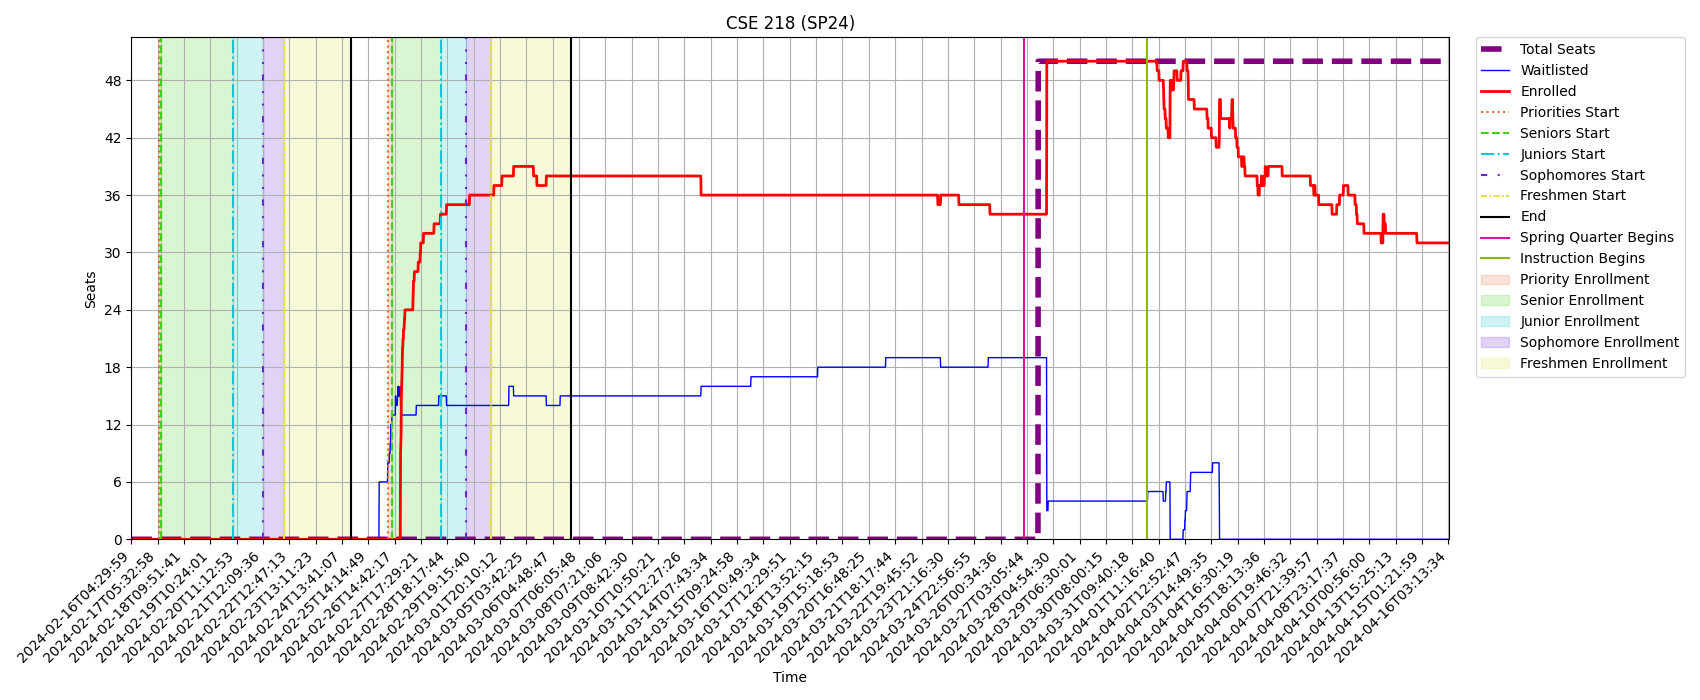 CSE 218 (SP24)
Total Seats
Waitlisted
Enrolled
Priorities Start
Seniors Start
Juniors Start
Sophomores Start
Freshmen Start
End
Spring Quarter Begins
Instruction Begins
Priority Enrollment
Senior Enrollment
Junior Enrollment
Sophomore Enrollment
Freshmen Enrollment
Seats
48
42
36
30
24
18
12
6
0
2024-02-16T04:29:59
2024-02-17T05:32:58
2024-02-18T09:51:41
2024-02-19T10:24:01
2024-02-20T11:12:53
2024-02-21T12:09:36
2024-02-22T12:47:13
2024-02-23T13:11:23
2024-02-24T13:41:07
2024-02-25T14:14:49
2024-02-26T14:42:17
2024-02-27T17:29:21
2024-02-28T18:17:44
2024-02-29T19:15:40
2024-03-01T20:10:12
2024-03-05T03:42:25
2024-03-06T04:48:47
2024-03-07T06:05:48
2024-03-08T07:21:06
2024-03-09T08:42:30
2024-03-10T10:50:21
2024-03-11T12:27:26
2024-03-14T07:43:34
2024-03-15T09:24:58
2024-03-16T10:49:34
2024-03-17T12:29:51
2024-03-18T13:52:15
2024-03-19T15:18:53
2024-03-20T16:48:25
2024-03-21T18:17:44
2024-03-22T19:45:52
2024-03-23T21:16:30
2024-03-24T22:56:55
2024-03-26T00:34:36
2024-03-27T03:05:44
2024-03-28T04:54:30
2024-03-29T06:30:01
2024-03-30T08:00:15
2024-03-31T09:40:18
2024-04-01T11:16:40
2024-04-02T12:52:47
2024-04-03T14:49:35
2024-04-04T16:30:19
2024-04-05T18:13:36
2024-04-06T19:46:32
2024-04-07T21:39:57
2024-04-08T23:17:37
2024-04-10T00:56:00
2024-04-13T15:25:13
2024-04-15T01:21:59
2024-04-16T03:13:34
Time